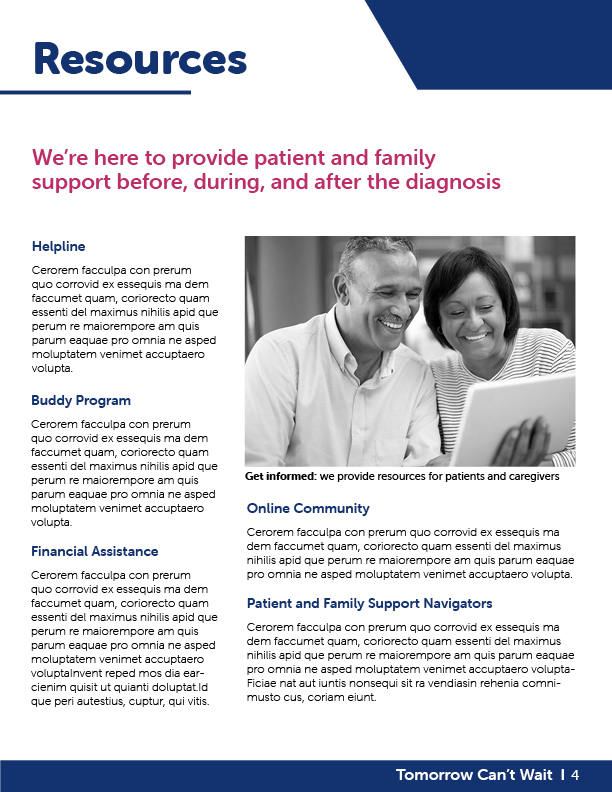 Resources
We're here to provide patient and family
support before, during, and after the diagnosis
Helpline
Cerorem facculpa con prerum
quo corrovid ex essequis ma dem
faccumet quam, coriorecto quam
essenti del maximus nihilis apid que
perum re maiorempore am quis
parum eaquae pro omnia ne asped
moluptatem venimet accuptaero
volupta.
Buddy Program
Cerorem facculpa con prerum
quo corrovid ex essequis ma dem
faccumet quam, coriorecto quam
essenti del maximus nihilis apid que
perum re maiorempore am quis
parum eaquae pro omnia ne asped
moluptatem venimet accuptaero
volupta.
Financial Assistance
Cerorem facculpa con prerum
quo corrovid ex essequis ma dem
faccumet quam, coriorecto quam
essenti del maximus nihilis apid que
perum re maiorempore am quis
parum eaquae pro omnia ne asped
moluptatem venimet accuptaero
voluptaInvent reped mos dia ear-
cienim quisit ut quianti doluptat.Id
que peri autestius, cuptur, qui vitis.
Get informed: we provide resources for patients and caregivers
Online Community
Cerorem facculpa con prerum quo corrovid ex essequis ma
dem faccumet quam, coriorecto quam essenti del maximus
nihilis apid que perum re maiorempore am quis parum eaquae
pro omnia ne asped moluptatem venimet accuptaero volupta.
Patient and Family Support Navigators
Cerorem facculpa con prerum quo corrovid ex essequis ma
dem faccumet quam, coriorecto quam essenti del maximus
nihilis apid que perum re maiorempore am quis parum eaquae
pro omnia ne asped moluptatem venimet accuptaero volupta-
Ficiae nat aut iuntis nonsequi sit ra vendiasin rehenia comni-
musto cus, coriam eiunt.
Tomorrow Can't Wait | 4